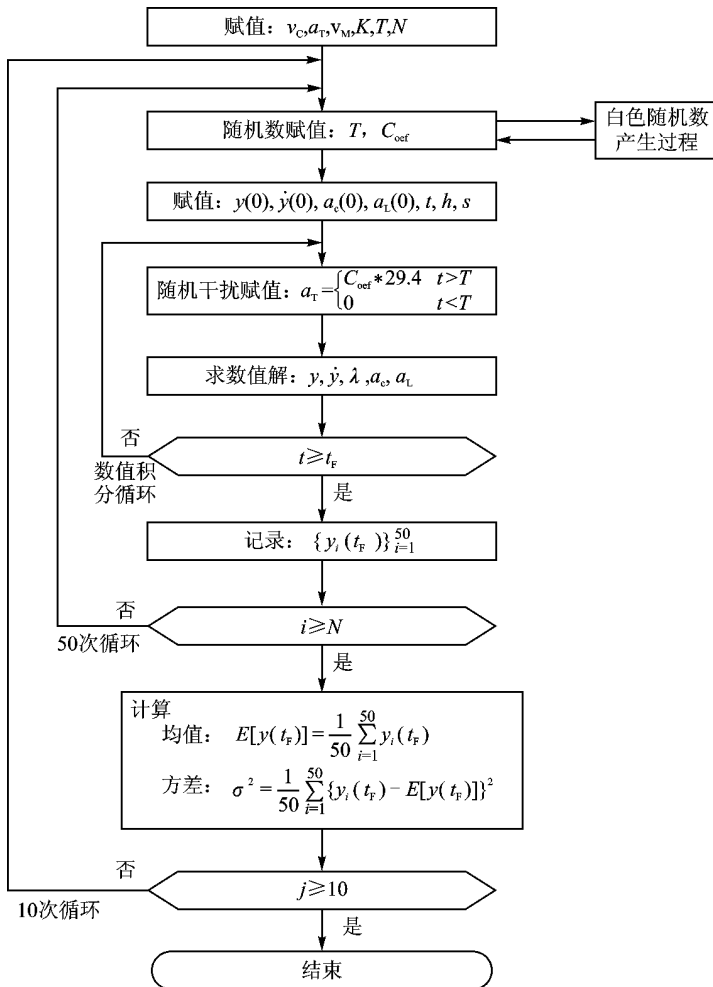 赋值：v_C,a_T,v_M,K,T,N
随机数赋值：T，C_oef
白色随机数
产生过程
赋值：y(0), ẏ(0), a_c(0), a_L(0), t, h, s
随机干扰赋值：a_T={C_oef*29.4 t>T
0 t<T
求数值解：y, ẏ, λ ,a_c, a_L
否
t≥t_F
数值积
分循环
是
记录：{y_i(t_F)}_{i=1}^{50}
否
i≥N
50次循环
是
计算
均值：E[y(t_F)]=\frac{1}{50}\sum_{i=1}^{50}y_i(t_F)
方差：σ^2=\frac{1}{50}\sum_{i=1}^{50}{y_i(t_F)-E[y(t_F)]}^2
否
j≥10
10次循环
是
结束